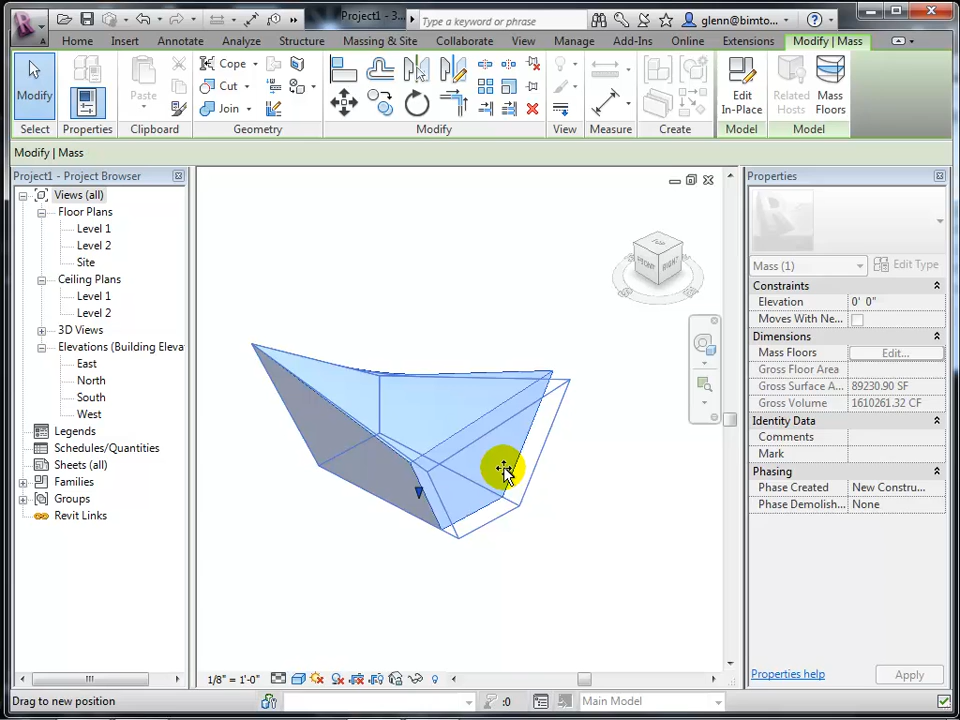 Project1 - 3...
Type a keyword or phrase
glenn@bimto...
Home Insert Annotate Analyze Structure Massing & Site Collaborate View Manage Add-Ins Online Extensions Modify | Mass
Cope
Cut
Join
Modify
Paste
Edit
In-Place
Related
Hosts
Mass
Floors
Select Properties Clipboard Geometry Modify View Measure Create Model Model
Modify | Mass
Project1 - Project Browser
Views (all)
Floor Plans
Level 1
Level 2
Site
Ceiling Plans
Level 1
Level 2
3D Views
Elevations (Building Eleva
East
North
South
West
Legends
Schedules/Quantities
Sheets (all)
Families
Groups
Revit Links
TOP
FRONT
RIGHT
Properties
Mass (1)
Edit Type
Constraints
Elevation 0' 0"
Moves With Ne...
Dimensions
Mass Floors Edit...
Gross Floor Area
Gross Surface A... 89230.90 SF
Gross Volume 1610261.32 CF
Identity Data
Comments
Mark
Phasing
Phase Created New Constru...
Phase Demolish... None
Properties help
Apply
1/8" = 1'-0"
Drag to new position
:0
Main Model